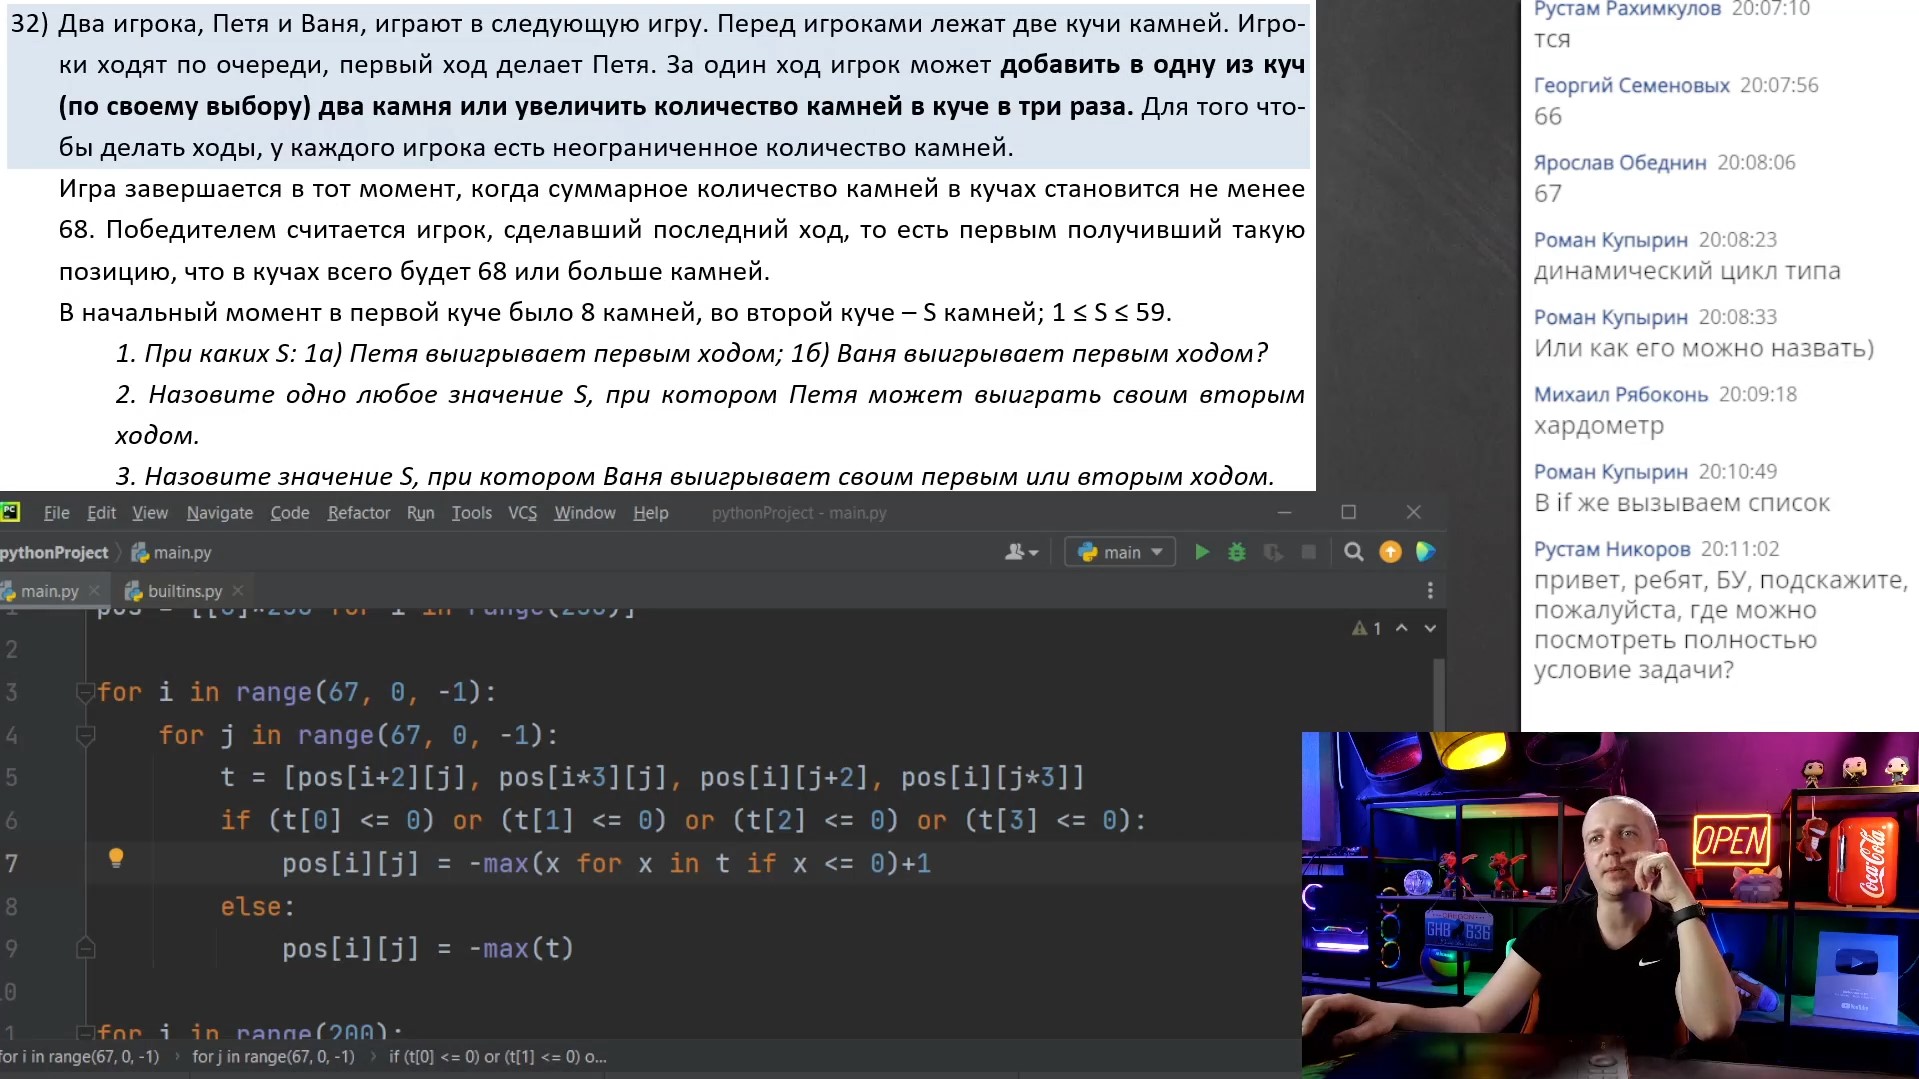 32) Два игрока, Петя и Ваня, играют в следующую игру. Перед игроками лежат две кучи камней. Игро-
ки ходят по очереди, первый ход делает Петя. За один ход игрок может добавить в одну из куч
(по своему выбору) два камня или увеличить количество камней в куче в три раза. Для того что-
бы делать ходы, у каждого игрока есть неограниченное количество камней.
Игра завершается в тот момент, когда суммарное количество камней в кучах становится не менее
68. Победителем считается игрок, сделавший последний ход, то есть первым получивший такую
позицию, что в кучах всего будет 68 или больше камней.
В начальный момент в первой куче было 8 камней, во второй куче – S камней; 1 ≤ S ≤ 59.
1. При каких S: 1а) Петя выигрывает первым ходом; 1б) Ваня выигрывает первым ходом?
2. Назовите одно любое значение S, при котором Петя может выиграть своим вторым
ходом.
3. Назовите значение S, при котором Ваня выигрывает своим первым или вторым ходом.
PC File Edit View Navigate Code Refactor Run Tools VCS Window Help pythonProject - main.py
pythonProject main.py
main
main.py builtins.py
1
2
3 for i in range(67, 0, -1):
4 for j in range(67, 0, -1):
5 t = [pos[i+2][j], pos[i*3][j], pos[i][j+2], pos[i][j*3]]
6 if (t[0] <= 0) or (t[1] <= 0) or (t[2] <= 0) or (t[3] <= 0):
7 pos[i][j] = -max(x for x in t if x <= 0)+1
8 else:
9 pos[i][j] = -max(t)
0
1 for i in range(200):
for i in range(67, 0, -1) for j in range(67, 0, -1) if (t[0] <= 0) or (t[1] <= 0) o...
Рустам Рахимкулов 20:07:10
тся
Георгий Семеновых 20:07:56
66
Ярослав Обеднин 20:08:06
67
Роман Купырин 20:08:23
динамический цикл типа
Роман Купырин 20:08:33
Или как его можно назвать)
Михаил Рябоконь 20:09:18
хардометр
Роман Купырин 20:10:49
В if же вызываем список
Рустам Никоров 20:11:02
привет, ребят, БУ, подскажите,
пожалуйста, где можно
посмотреть полностью
условие задачи?
OPEN
Coca-Cola
OREGON
GHB 636